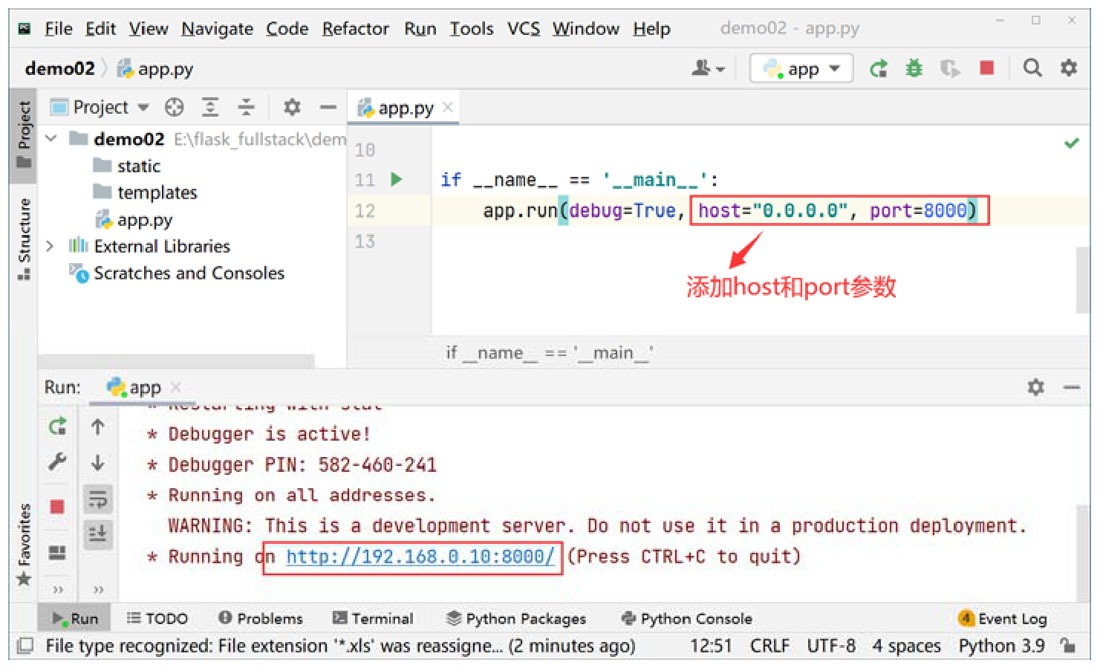 File Edit View Navigate Code Refactor Run Tools VCS Window Help demo02 - app.py
demo02 app.py app
Project app.py
demo02 E:\flask_fullstack\dem
static
templates
app.py
External Libraries
Scratches and Consoles
Project
Structure
Favorites
10
11 if __name__ == '__main__':
12 app.run(debug=True, host="0.0.0.0", port=8000)
13
添加host和port参数
if __name__ == '__main__'
Run: app
* Restarting with stat
* Debugger is active!
* Debugger PIN: 582-460-241
* Running on all addresses.
WARNING: This is a development server. Do not use it in a production deployment.
* Running on http://192.168.0.10:8000/ (Press CTRL+C to quit)
Run TODO Problems Terminal Python Packages Python Console 4 Event Log
File type recognized: File extension '*.xls' was reassigne... (2 minutes ago) 12:51 CRLF UTF-8 4 spaces Python 3.9